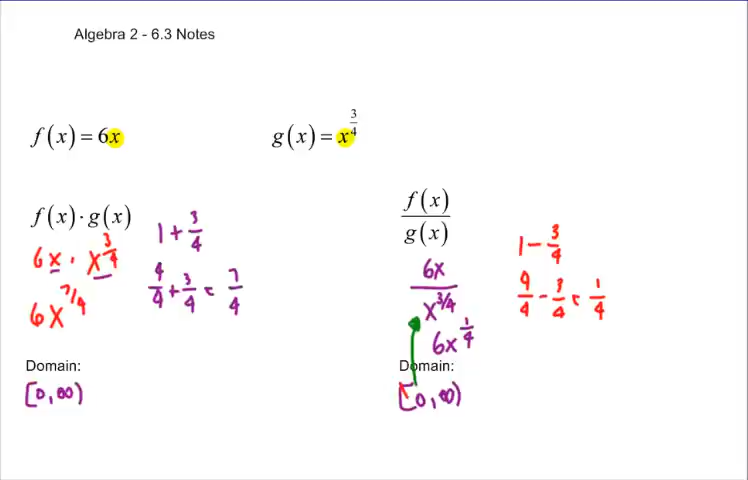 Algebra 2 - 6.3 Notes
f(x) = 6x
g(x) = x^{3/4}
f(x) · g(x)
1 + 3/4
6x · x^{3/4}
4/4 + 3/4 = 7/4
6x^{7/4}
Domain:
[0, ∞)
f(x)/g(x)
1 - 3/4
6x/x^{3/4}
4/4 - 3/4 = 1/4
6x^{1/4}
Domain:
[0, ∞)